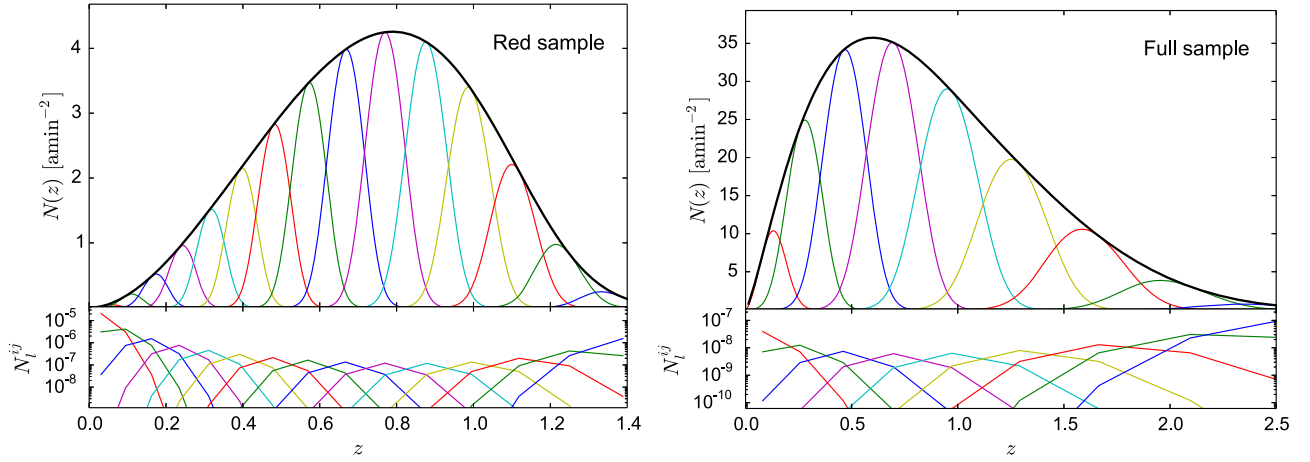 Red sample
N(z) [amin⁻²]
4
3
2
1
N_l^{ij}
10⁻⁵
10⁻⁶
10⁻⁷
10⁻⁸
0.0 0.2 0.4 0.6 0.8 1.0 1.2 1.4
z
Full sample
N(z) [amin⁻²]
35
30
25
20
15
10
5
N_l^{ij}
10⁻⁷
10⁻⁸
10⁻⁹
10⁻¹⁰
0.0 0.5 1.0 1.5 2.0 2.5
z